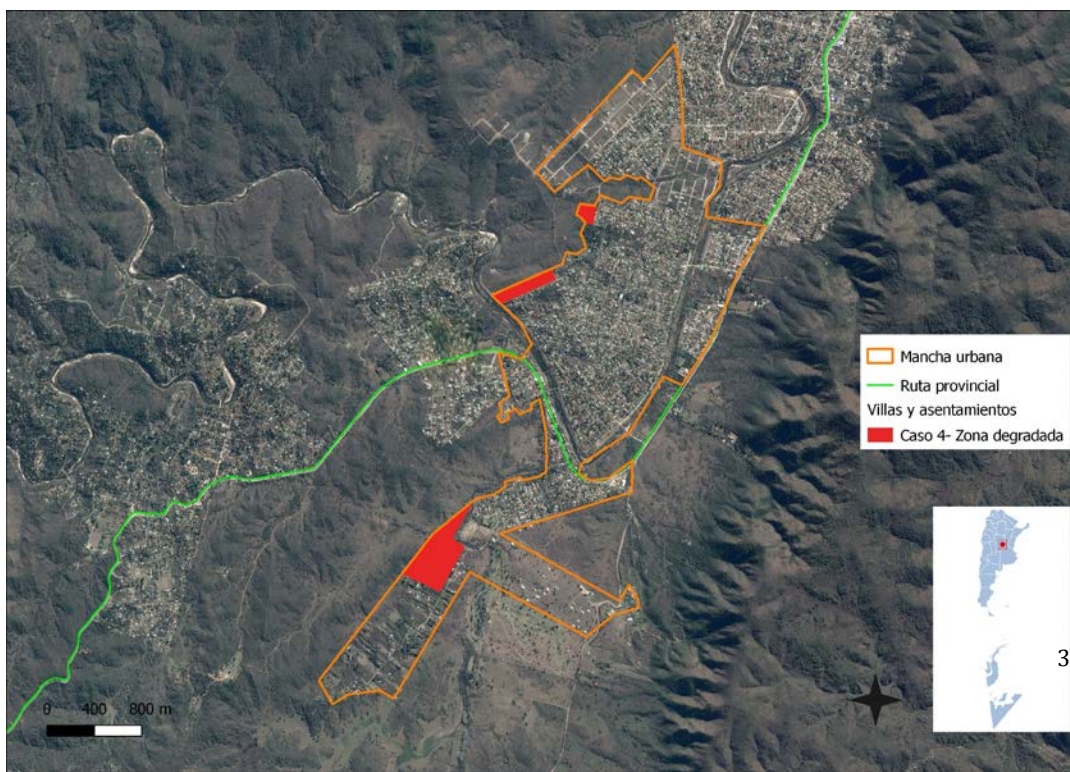 Mancha urbana
Ruta provincial
Villas y asentamientos
Caso 4- Zona degradada
3
0 400 800 m